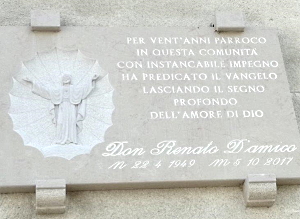 PER VENT'ANNI PARROCO
IN QUESTA COMUNITÀ
CON INSTANCABILE IMPEGNO
HA PREDICATO IL VANGELO
LASCIANDO IL SEGNO
PROFONDO
DELL'AMORE DI DIO
Don Renato D'amico
N 22 4 1949 M 6 10 2017